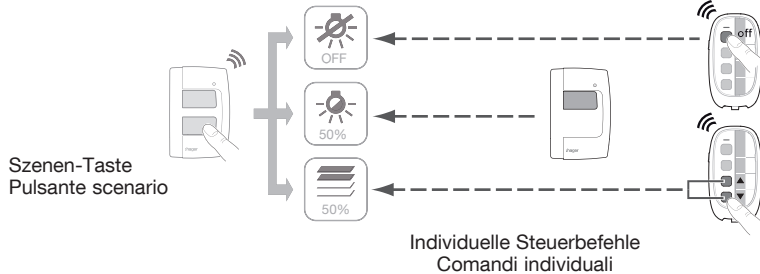 OFF
off
50%
Szenen-Taste
Pulsante scenario
50%
Individuelle Steuerbefehle
Comandi individuali